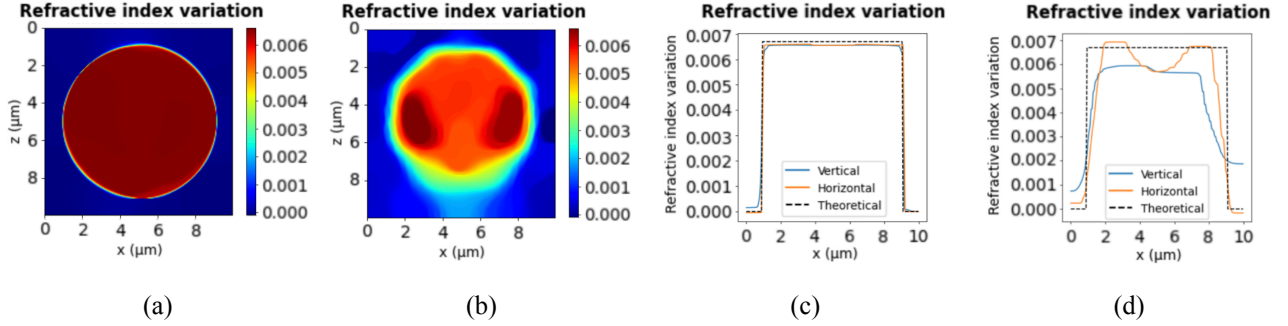 Refractive index variation
0
2
4
6
8
z (μm)
0 2 4 6 8
x (μm)
0.006
0.005
0.004
0.003
0.002
0.001
0.000
(a)
Refractive index variation
0
2
4
6
8
z (μm)
0 2 4 6 8
x (μm)
0.006
0.005
0.004
0.003
0.002
0.001
0.000
(b)
Refractive index variation
Refractive index variation
0.007
0.006
0.005
0.004
0.003
0.002
0.001
0.000
Vertical
Horizontal
Theoretical
0 2 4 6 8 10
x (μm)
(c)
Refractive index variation
Refractive index variation
0.007
0.006
0.005
0.004
0.003
0.002
0.001
0.000
Vertical
Horizontal
Theoretical
0 2 4 6 8 10
x (μm)
(d)